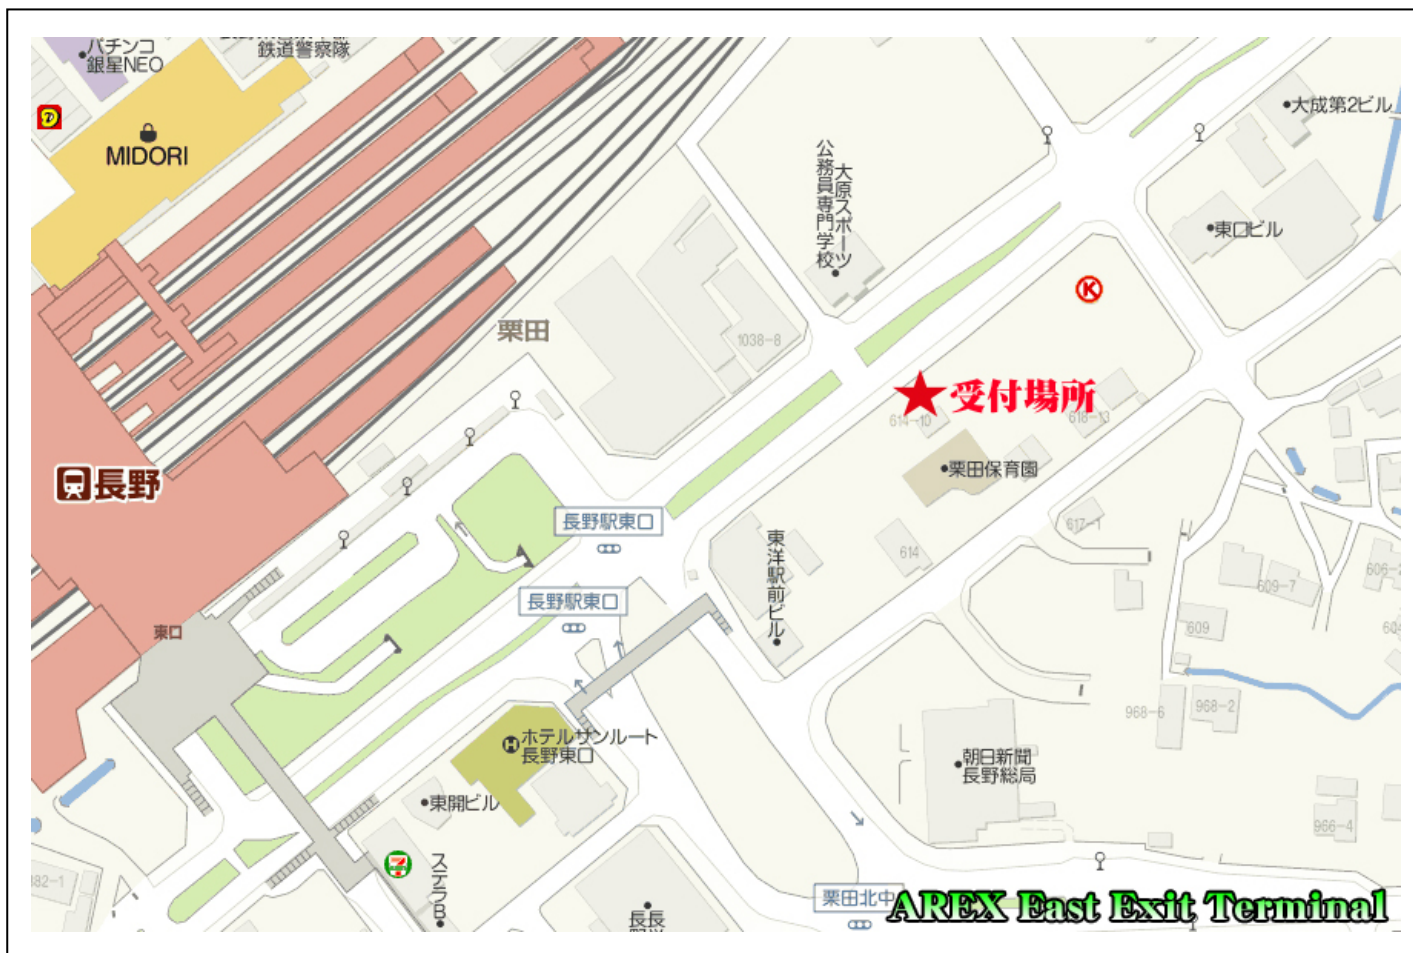 パチンコ
銀星NEO
鉄道警察隊
MIDORI
大成第2ビル
大原スポーツ
公務員専門学校
東口ビル
K
栗田
1038-8
受付場所
614-10
618-13
栗田保育園
長野
長野駅東口
617-1
東洋駅前ビル
614
609-7
長野駅東口
609
東口
968-6
968-2
ホテルサンルート
長野東口
朝日新聞
長野総局
東開ビル
966-4
7
ステラB
栗田北中
AREX East Exit Terminal